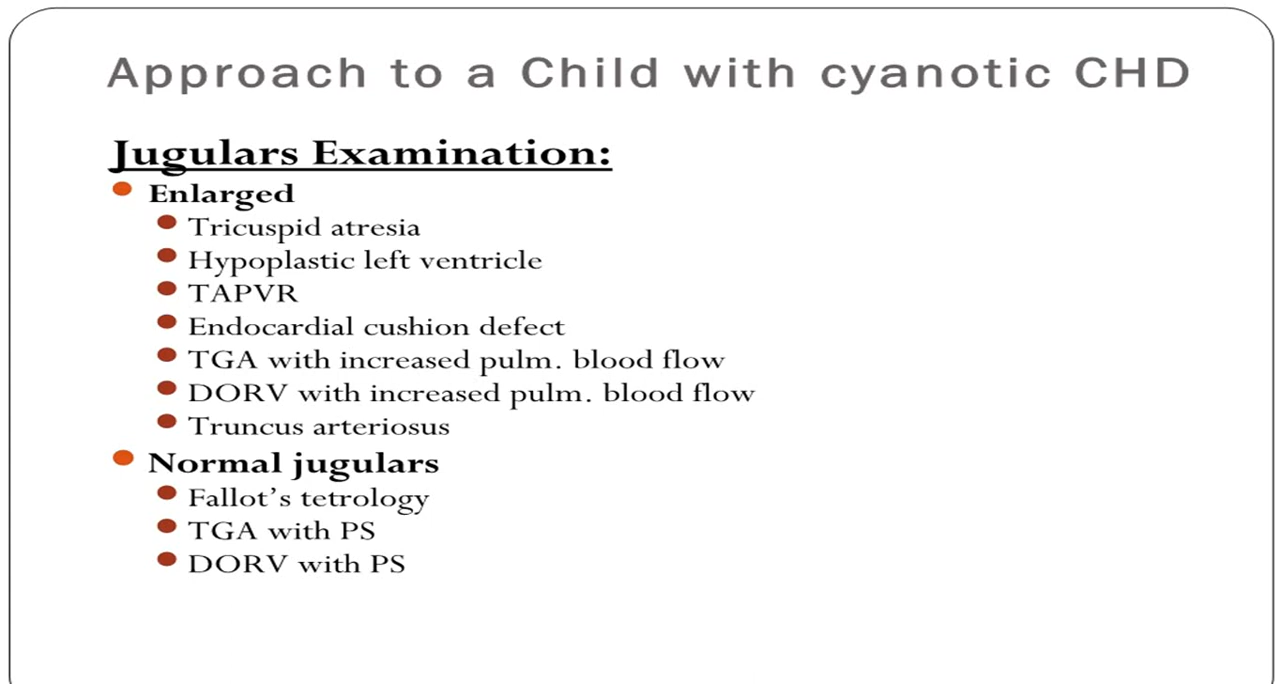 Approach to a Child with cyanotic CHD
Jugulars Examination:
Enlarged
Tricuspid atresia
Hypoplastic left ventricle
TAPVR
Endocardial cushion defect
TGA with increased pulm. blood flow
DORV with increased pulm. blood flow
Truncus arteriosus
Normal jugulars
Fallot’s tetrology
TGA with PS
DORV with PS